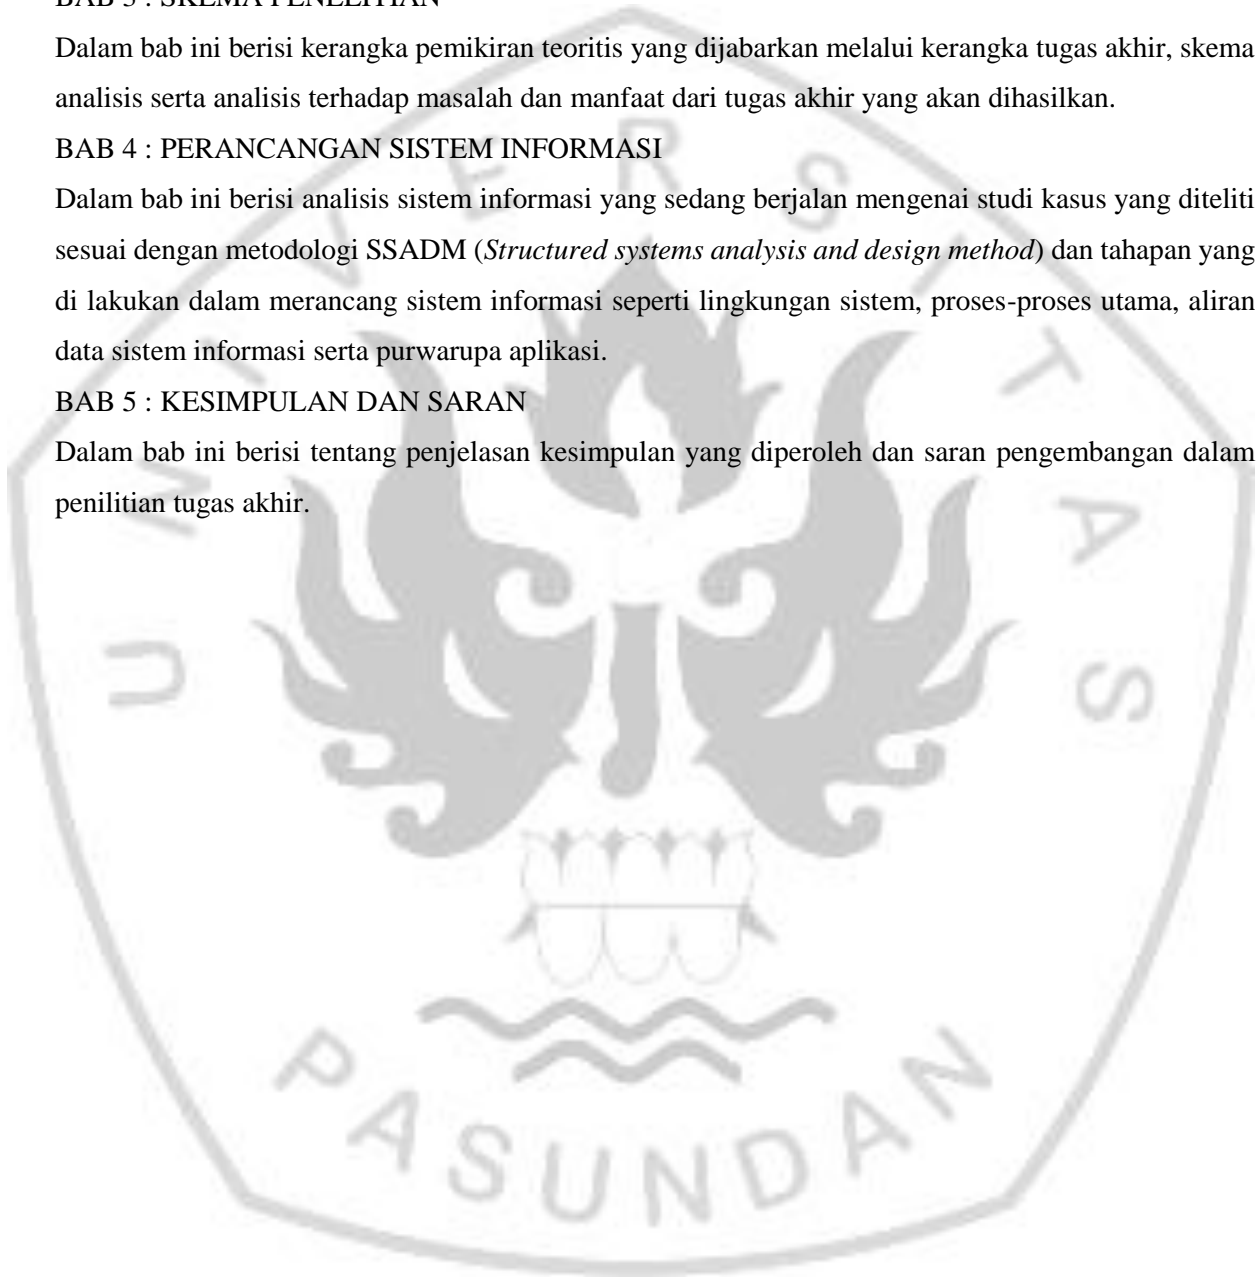 BAB 3 : SKEMA PENELITIAN
Dalam bab ini berisi kerangka pemikiran teoritis yang dijabarkan melalui kerangka tugas akhir, skema
analisis serta analisis terhadap masalah dan manfaat dari tugas akhir yang akan dihasilkan.
BAB 4 : PERANCANGAN SISTEM INFORMASI
Dalam bab ini berisi analisis sistem informasi yang sedang berjalan mengenai studi kasus yang diteliti
sesuai dengan metodologi SSADM (Structured systems analysis and design method) dan tahapan yang
di lakukan dalam merancang sistem informasi seperti lingkungan sistem, proses-proses utama, aliran
data sistem informasi serta purwarupa aplikasi.
BAB 5 : KESIMPULAN DAN SARAN
Dalam bab ini berisi tentang penjelasan kesimpulan yang diperoleh dan saran pengembangan dalam
penilitian tugas akhir.
UNIVERSITAS
PASUNDAN